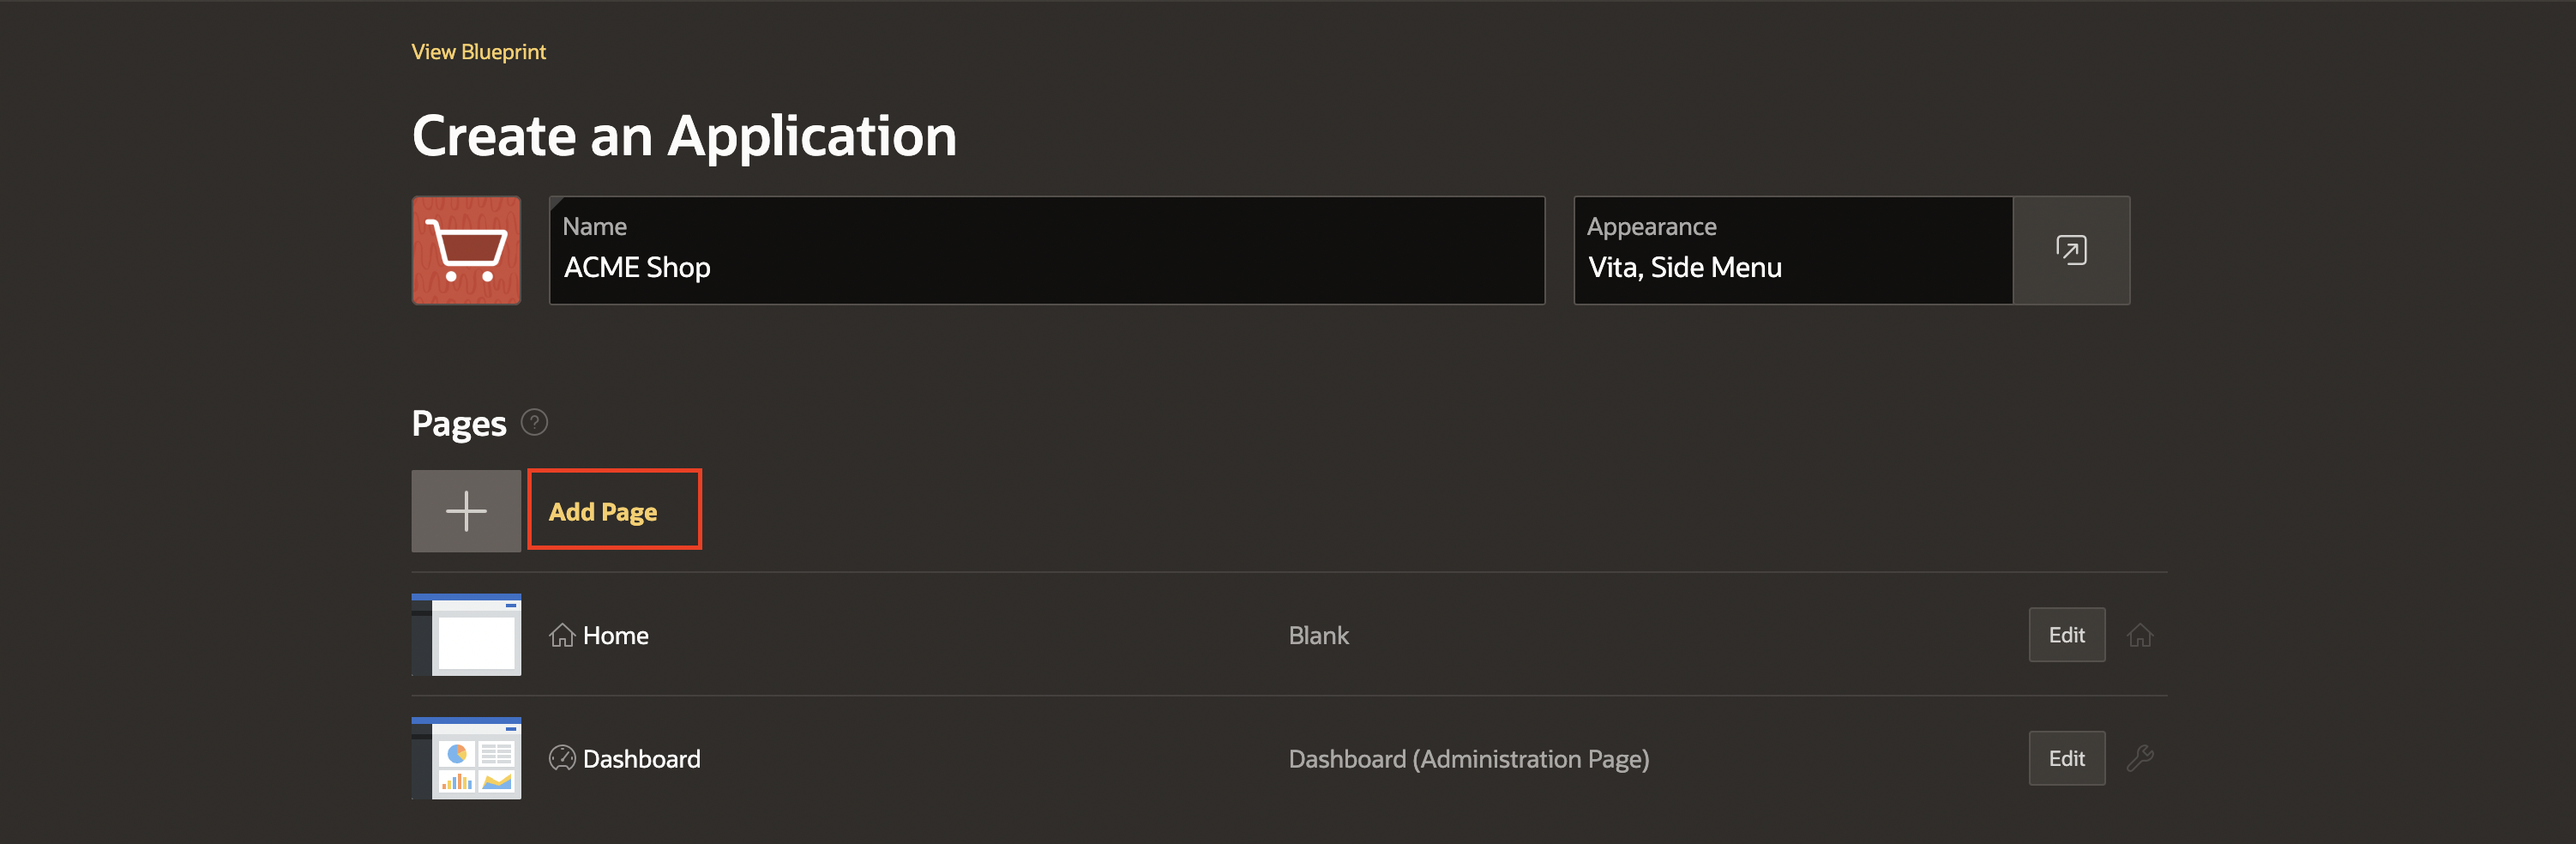 View Blueprint
Create an Application
Name
ACME Shop
Appearance
Vita, Side Menu
Pages ?
Add Page
Home Blank Edit
Dashboard Dashboard (Administration Page) Edit